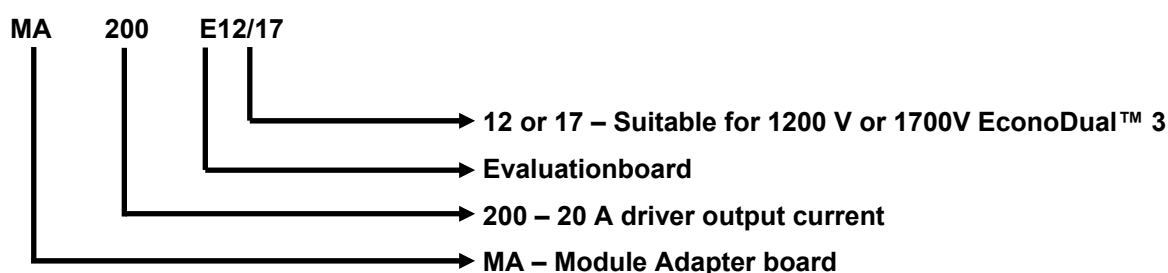 MA 200 E12/17
12 or 17 – Suitable for 1200 V or 1700V EconoDual™ 3
Evaluationboard
200 – 20 A driver output current
MA – Module Adapter board